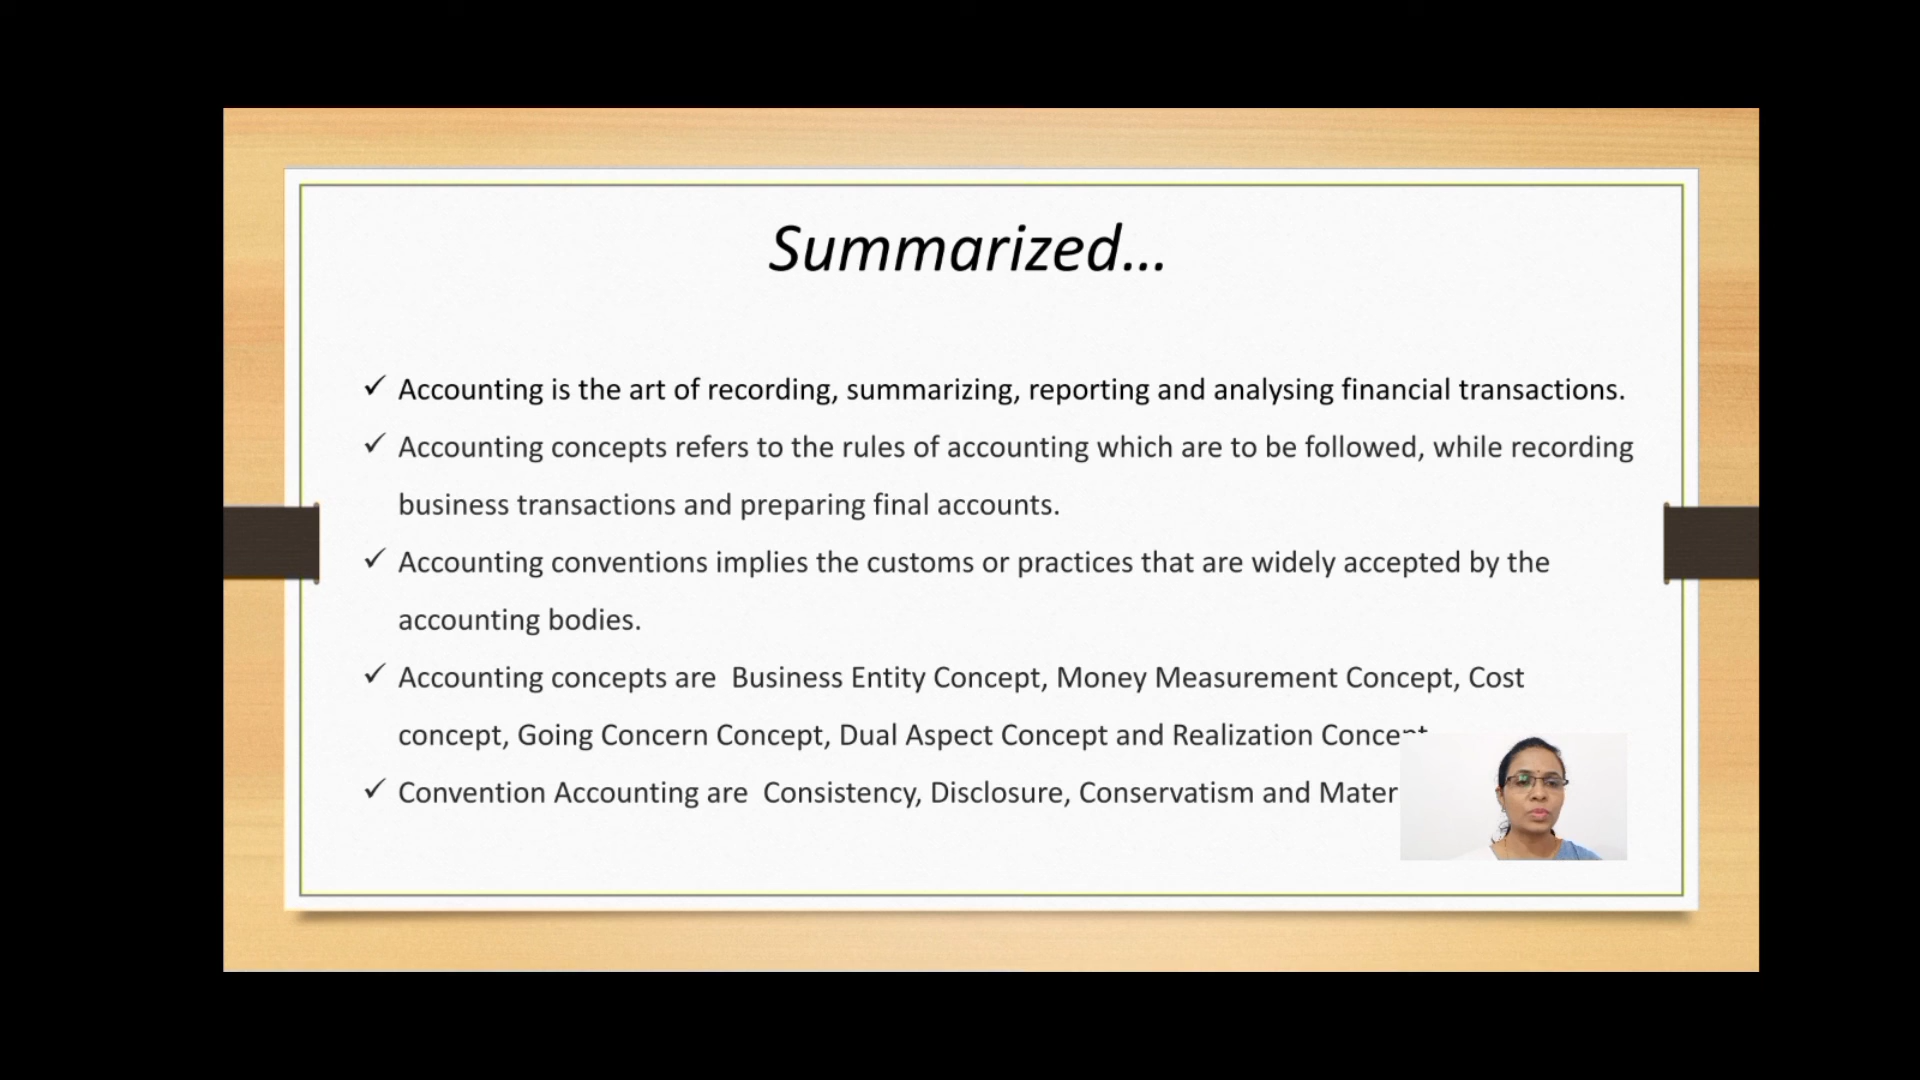 Summarized...
✓ Accounting is the art of recording, summarizing, reporting and analysing financial transactions.
✓ Accounting concepts refers to the rules of accounting which are to be followed, while recording
business transactions and preparing final accounts.
✓ Accounting conventions implies the customs or practices that are widely accepted by the
accounting bodies.
✓ Accounting concepts are  Business Entity Concept, Money Measurement Concept, Cost
concept, Going Concern Concept, Dual Aspect Concept and Realization Concept
✓ Convention Accounting are  Consistency, Disclosure, Conservatism and Mater